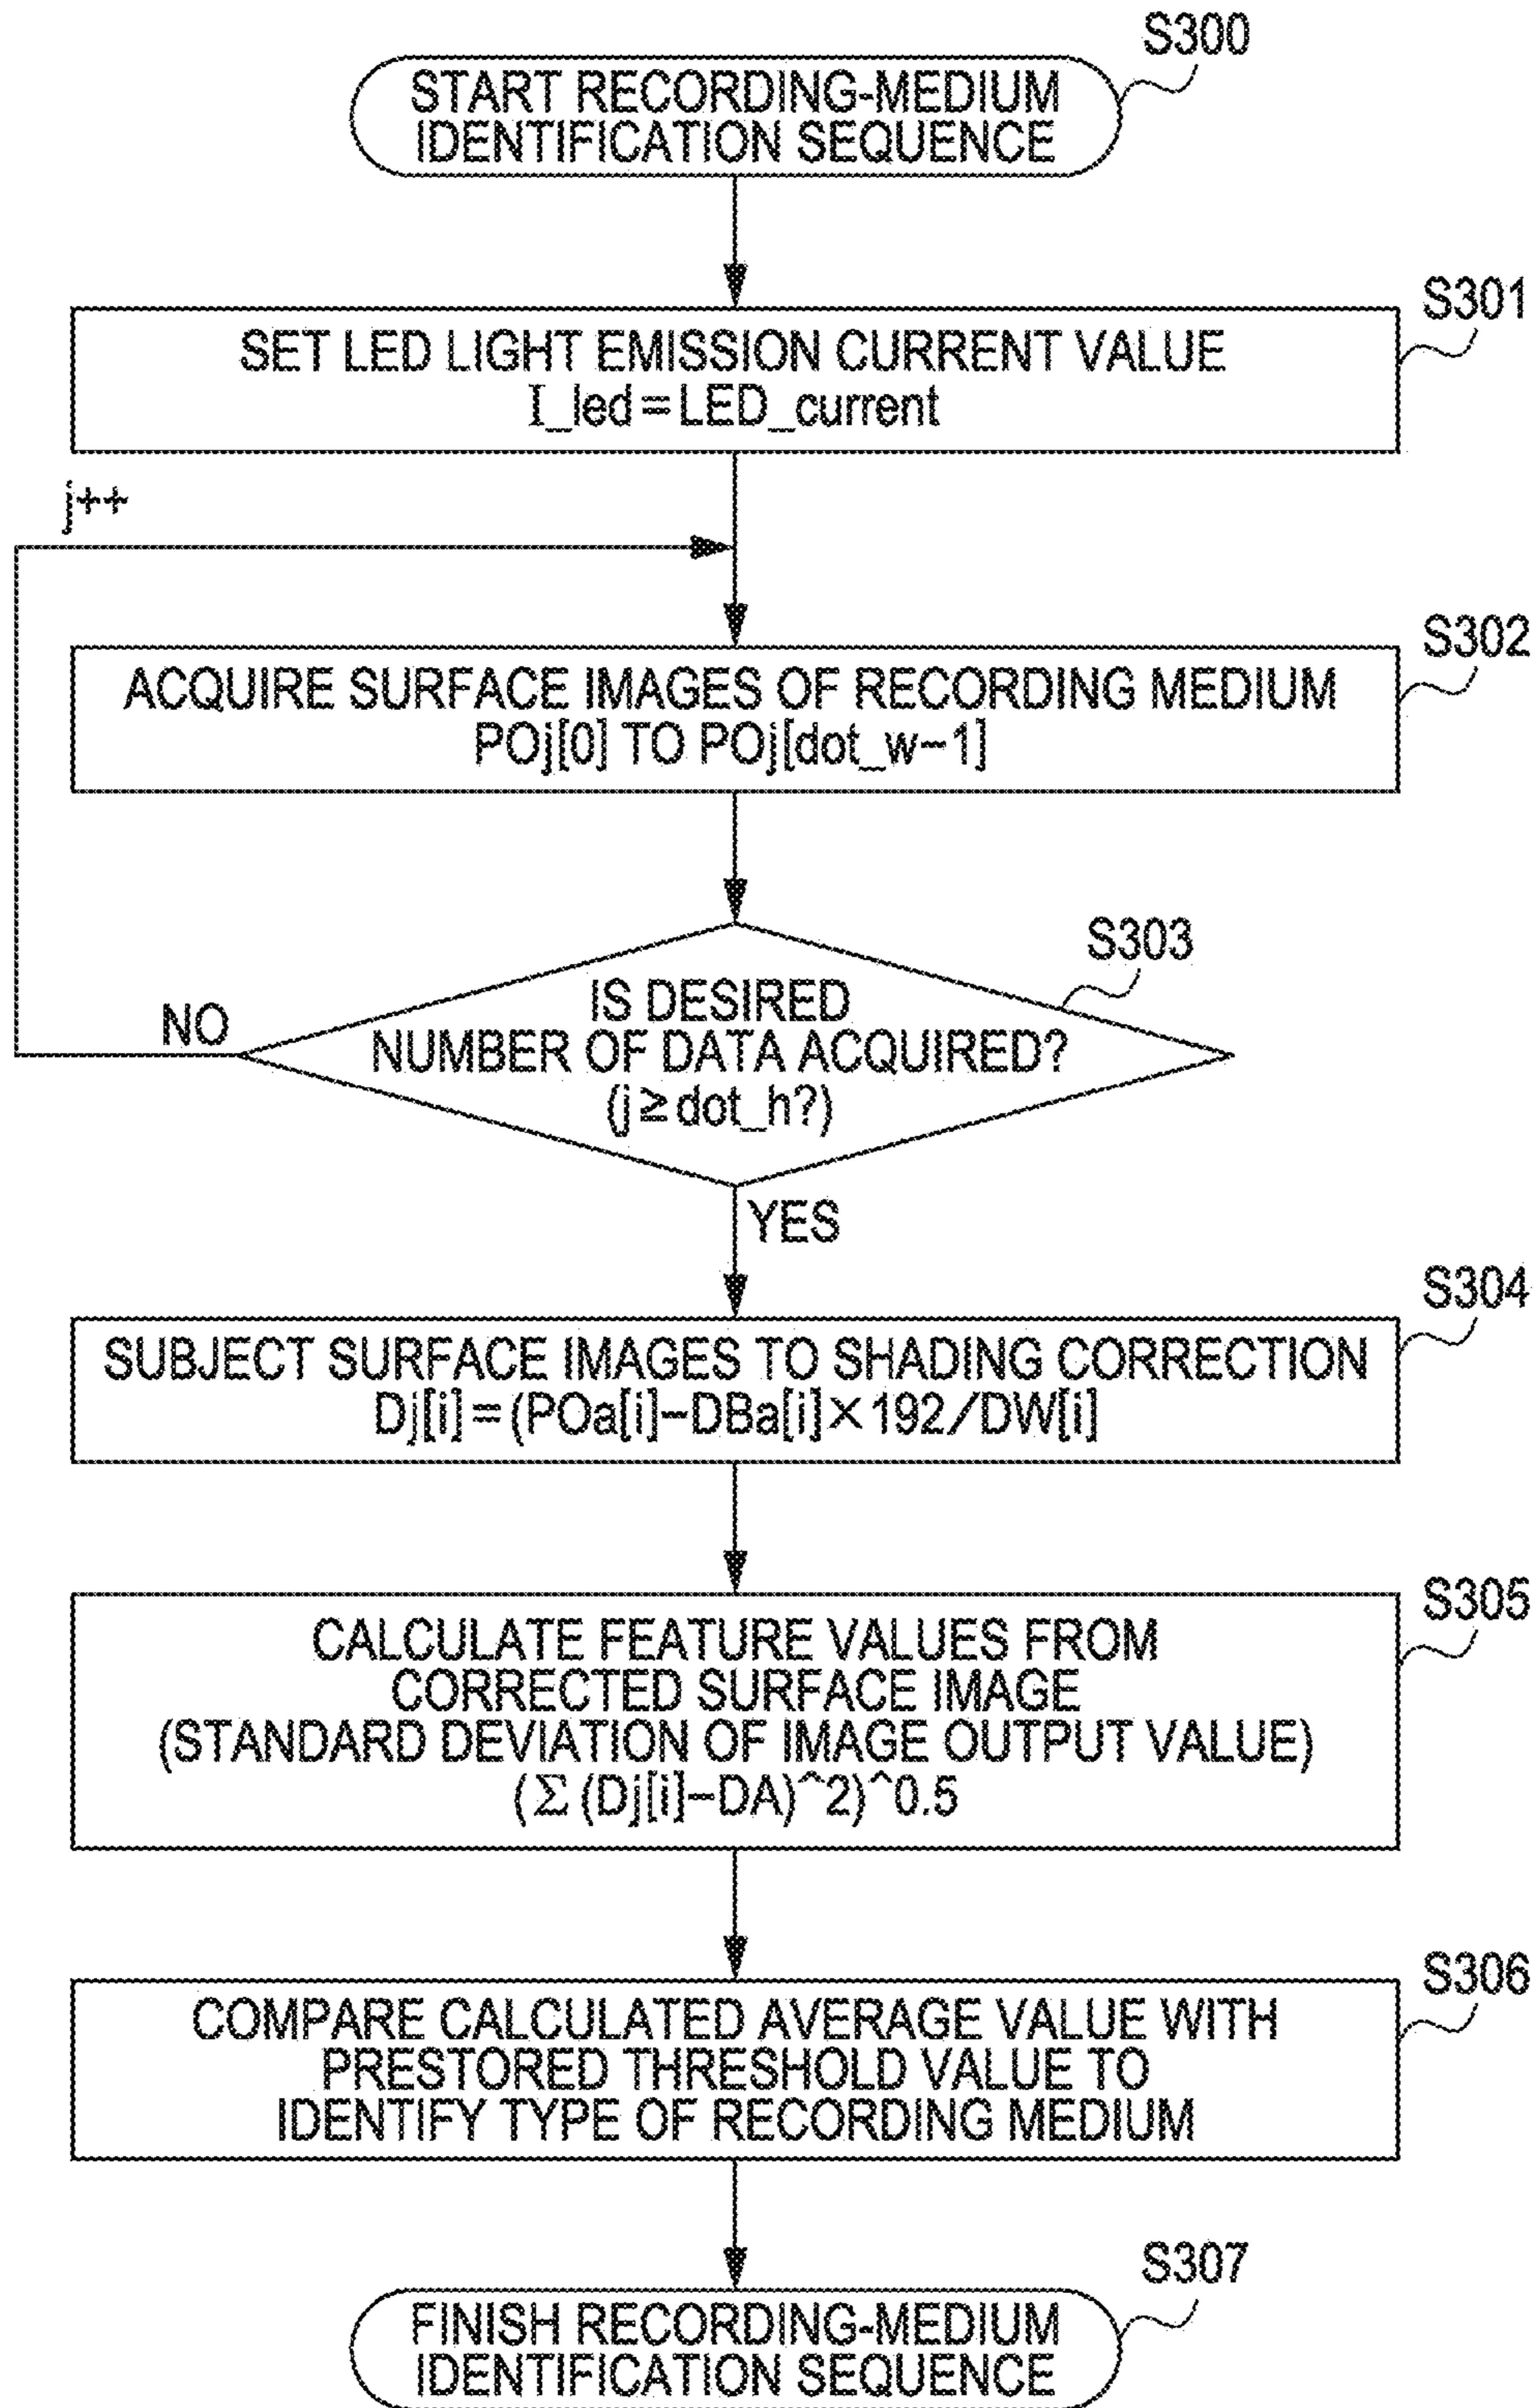 S300
START RECORDING-MEDIUM
IDENTIFICATION SEQUENCE
S301
SET LED LIGHT EMISSION CURRENT VALUE
I_led=LED_current
j++
S302
ACQUIRE SURFACE IMAGES OF RECORDING MEDIUM
POj[0] TO POj[dot_w-1]
S303
IS DESIRED
NUMBER OF DATA ACQUIRED?
(j≥dot_h?)
NO
YES
S304
SUBJECT SURFACE IMAGES TO SHADING CORRECTION
Dj[i]=(POa[i]-DBa[i]×192/DW[i]
S305
CALCULATE FEATURE VALUES FROM
CORRECTED SURFACE IMAGE
(STANDARD DEVIATION OF IMAGE OUTPUT VALUE)
(Σ(Dj[i]-DA)^2)^0.5
S306
COMPARE CALCULATED AVERAGE VALUE WITH
PRESTORED THRESHOLD VALUE TO
IDENTIFY TYPE OF RECORDING MEDIUM
S307
FINISH RECORDING-MEDIUM
IDENTIFICATION SEQUENCE